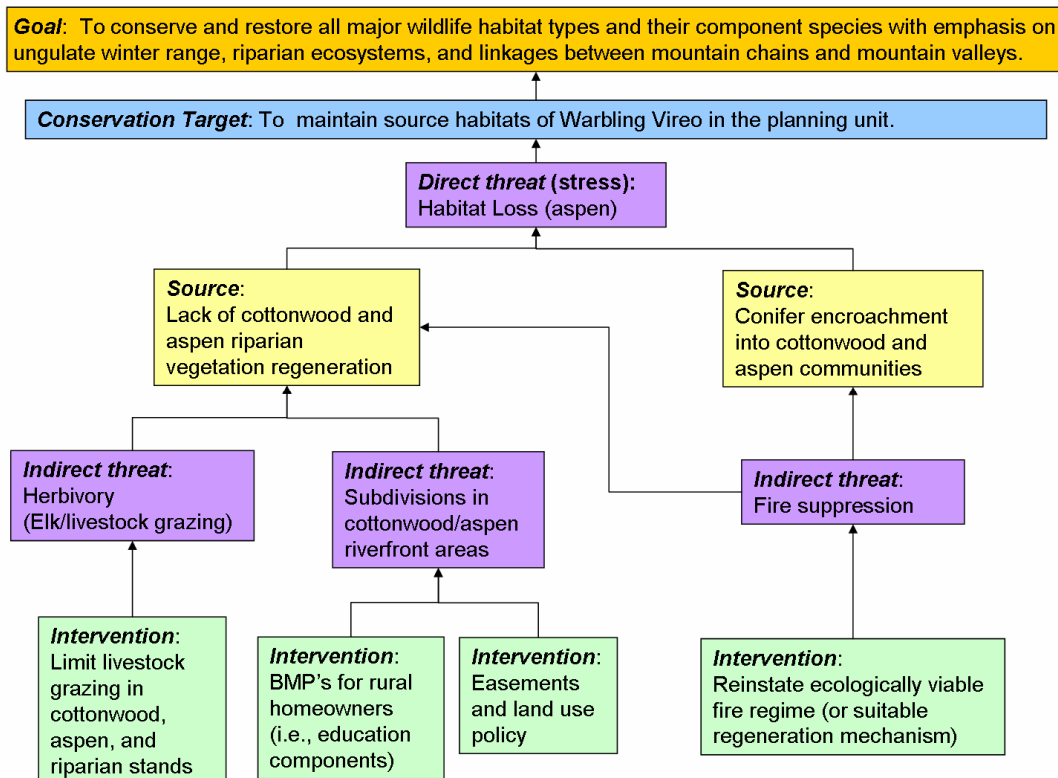 Goal: To conserve and restore all major wildlife habitat types and their component species with emphasis on
ungulate winter range, riparian ecosystems, and linkages between mountain chains and mountain valleys.
Conservation Target: To maintain source habitats of Warbling Vireo in the planning unit.
Direct threat (stress):
Habitat Loss (aspen)
Source:
Lack of cottonwood and
aspen riparian
vegetation regeneration
Source:
Conifer encroachment
into cottonwood and
aspen communities
Indirect threat:
Herbivory
(Elk/livestock grazing)
Indirect threat:
Subdivisions in
cottonwood/aspen
riverfront areas
Indirect threat:
Fire suppression
Intervention:
Limit livestock
grazing in
cottonwood,
aspen, and
riparian stands
Intervention:
BMP's for rural
homeowners
(i.e., education
components)
Intervention:
Easements
and land use
policy
Intervention:
Reinstate ecologically viable
fire regime (or suitable
regeneration mechanism)